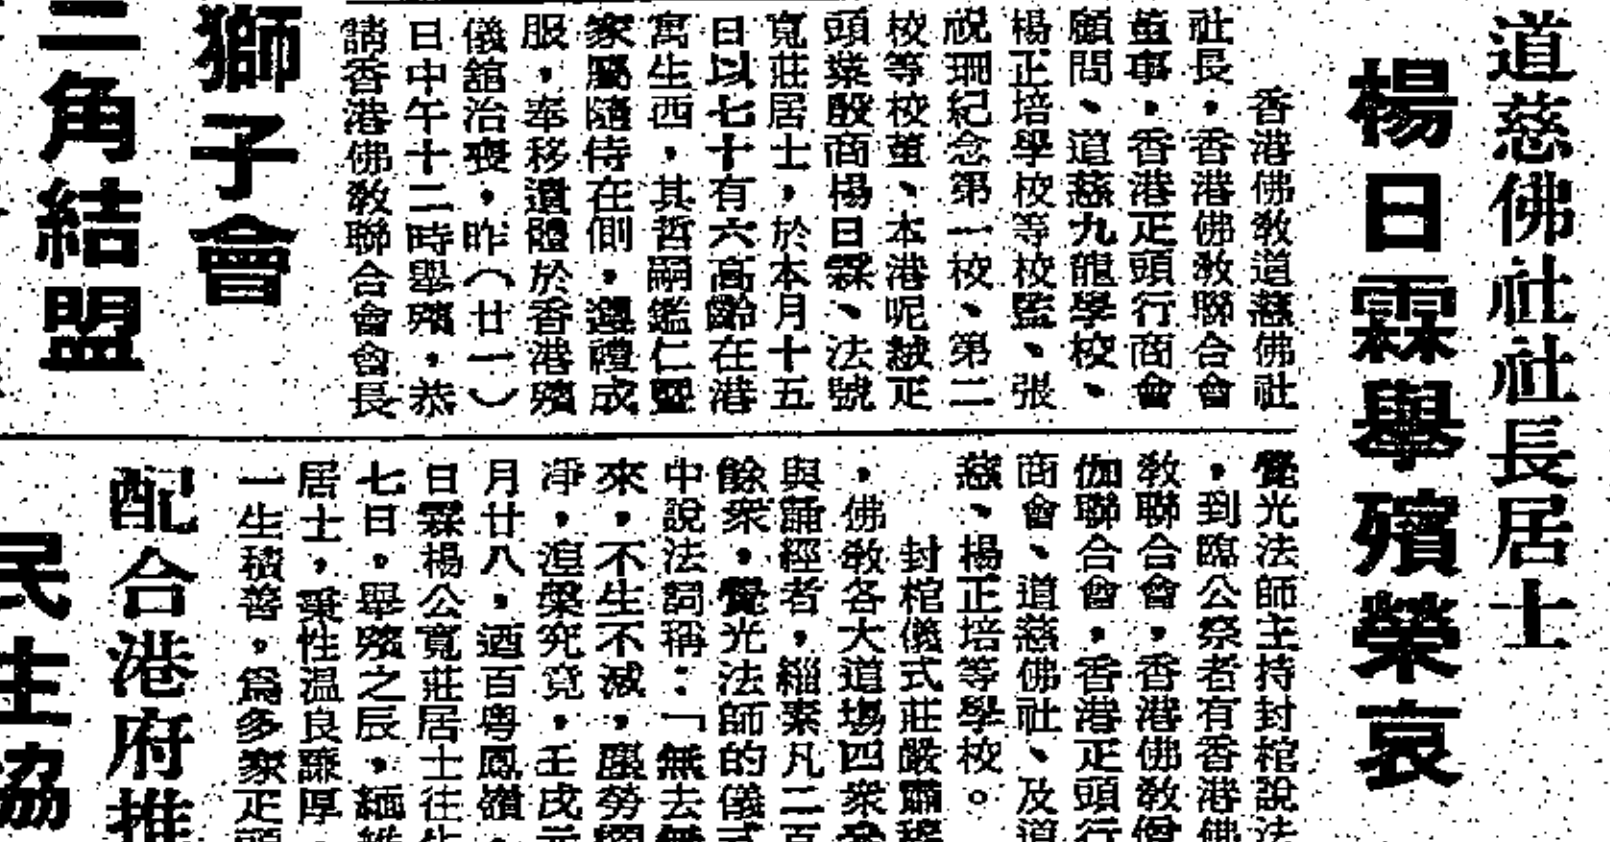 道慈佛社社長居士
楊日霖舉殯榮哀
香港佛教道慈佛社
社長,香港佛教聯合會
董事,香港正頭行商會
顧問、道慈九龍學校、
楊正培學校等校監、張
祝珊紀念第一校、第二
校等校董、本港呢絨疋
頭業殷商楊日霖、法號
寬莊居士,於本月十五
日以七十有六高齡在港
寓生西,其哲嗣鑑仁暨
家屬隨侍在側,遵禮成
服,奉移遺體於香港殯
儀舘治喪,昨(廿一)
日中午十二時舉殯,恭
請香港佛教聯合會會長
覺光法師主持封棺說法
,到臨公祭者有香港佛
教聯合會,香港佛教僧
伽聯合會,香港正頭行
商會、道慈佛社、及道
慈、楊正培等學校。
封棺儀式莊嚴肅穆
,佛教各大道場四衆
與誦經者,緇素凡二百
餘衆,覺光法師的儀式
中說法詞稱:「無去無
來,不生不滅,塵勞
淨,湼槃究竟,壬戌元
月廿八,迺百粤鳳嶺,
日霖楊公寬莊居士往生
七日,舉殯之辰,緬維
居士,秉性温良謙厚,
一生積善,爲多家疋頭
獅子會
三角結盟
配合港府推
民生協